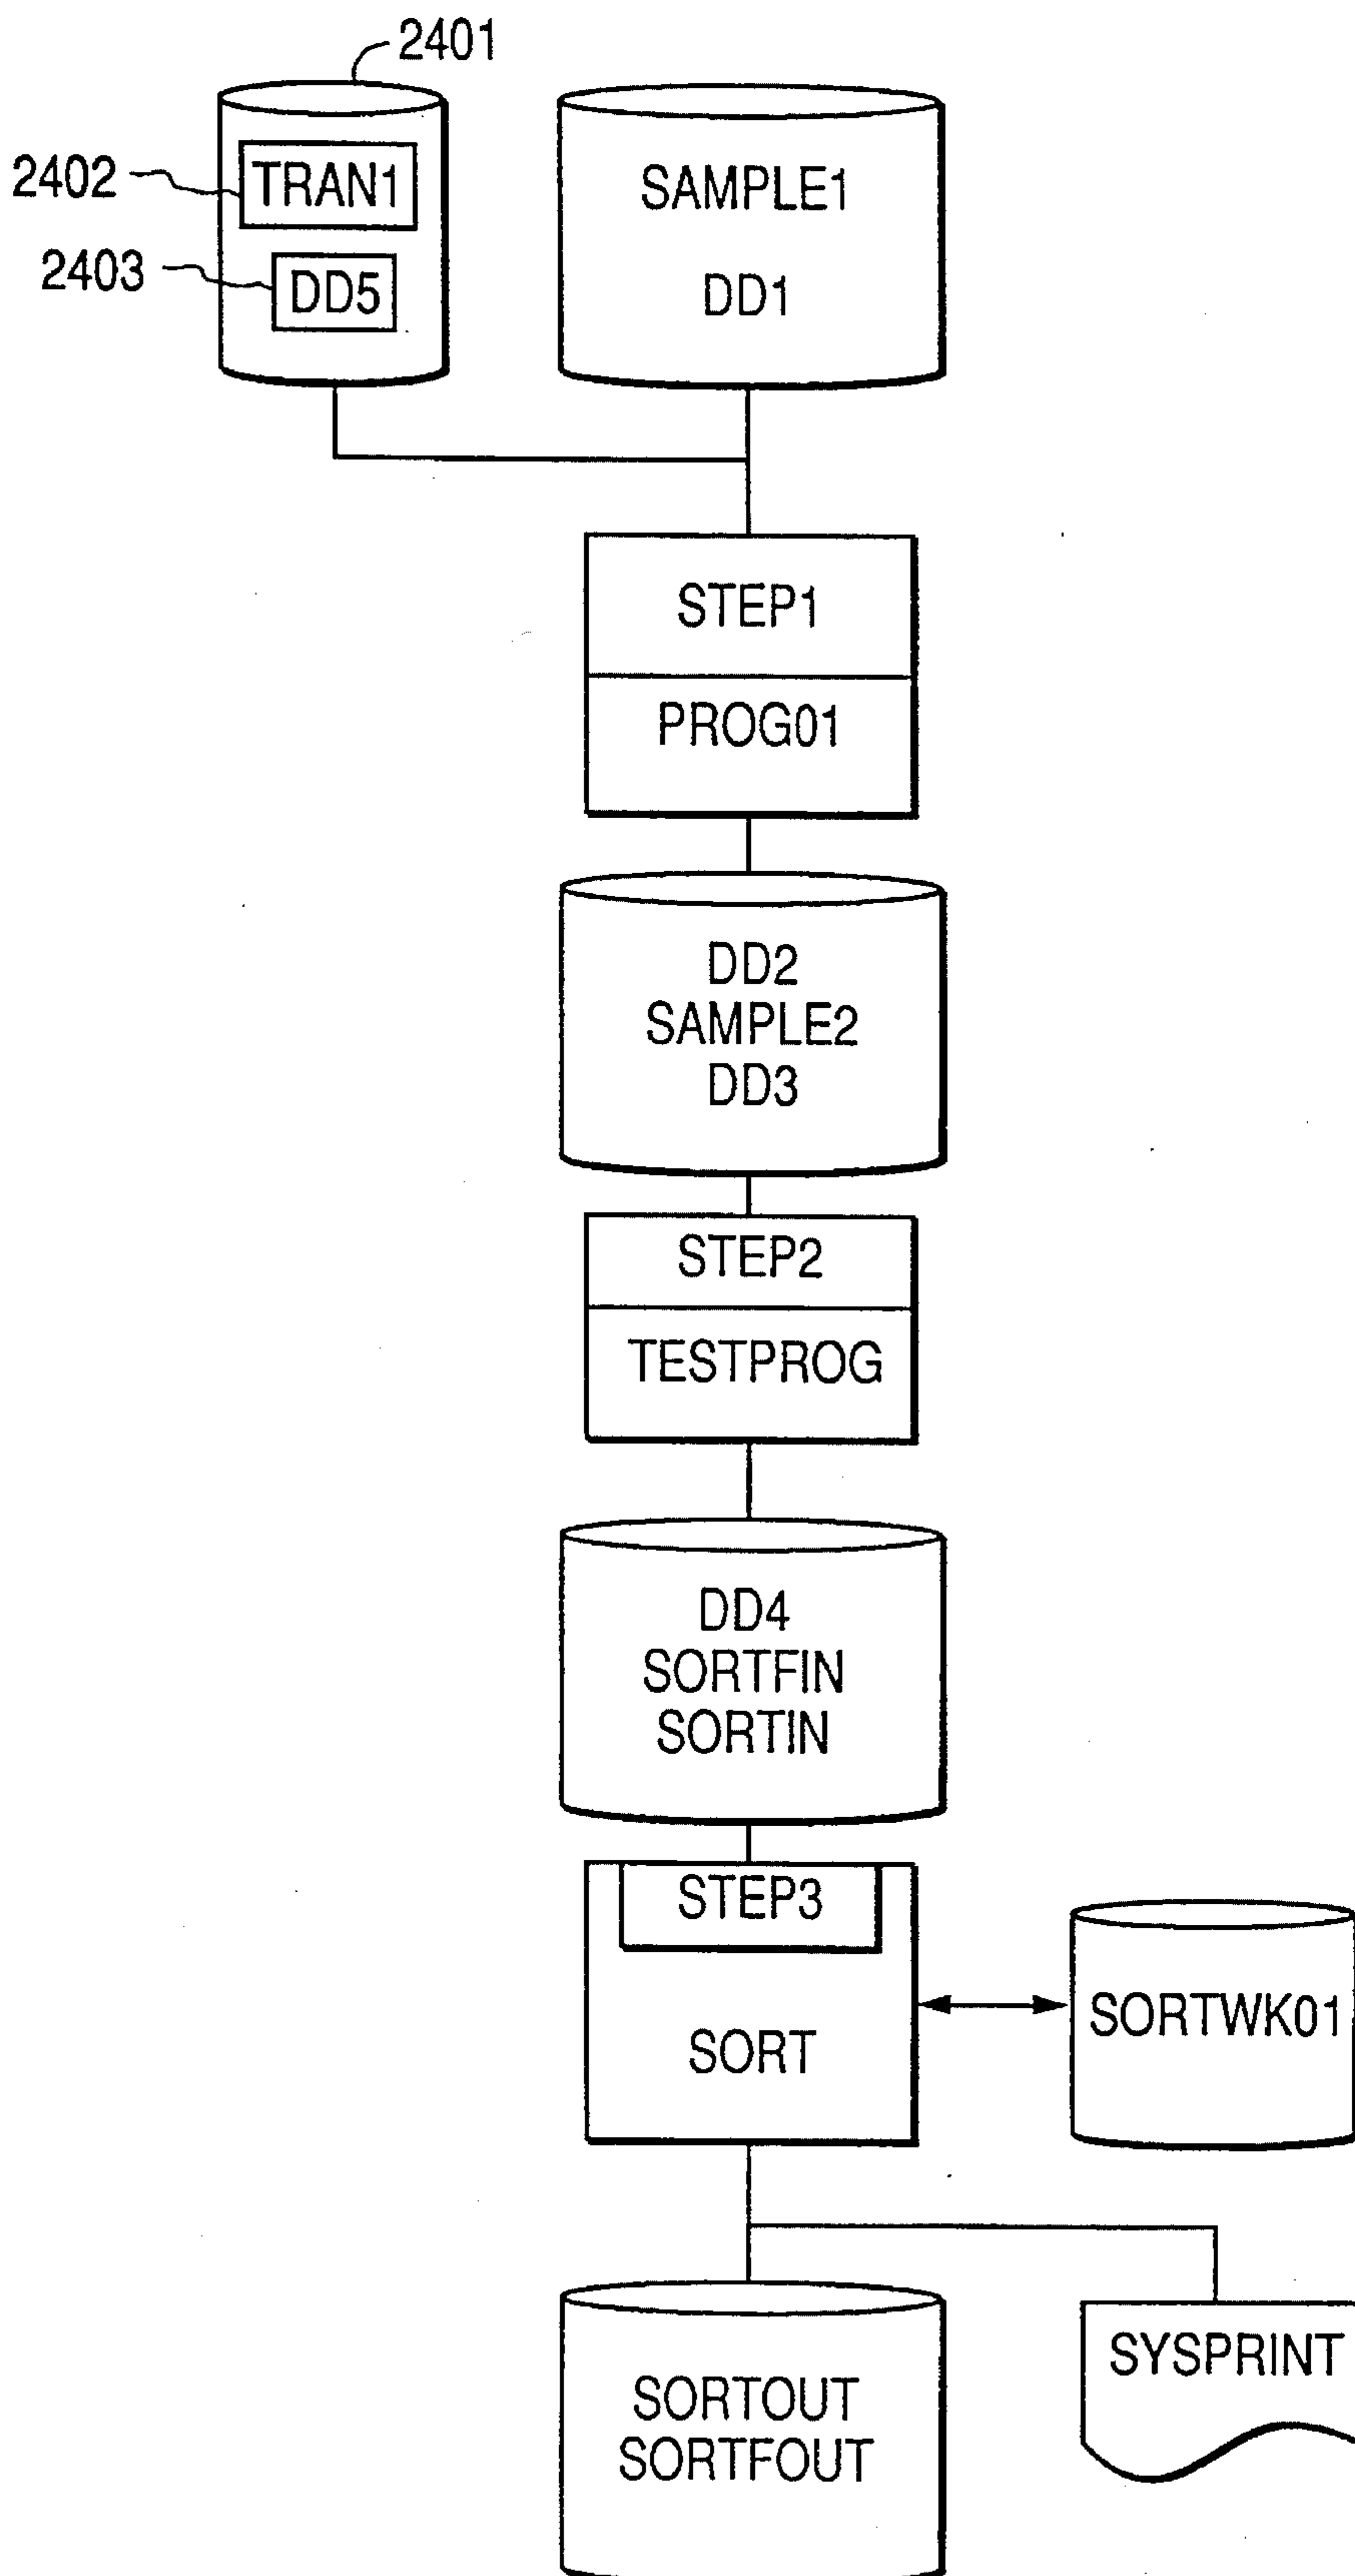 2401
2402
TRAN1
2403
DD5
SAMPLE1
DD1
STEP1
PROG01
DD2
SAMPLE2
DD3
STEP2
TESTPROG
DD4
SORTFIN
SORTIN
STEP3
SORT
SORTWK01
SORTOUT
SORTFOUT
SYSPRINT